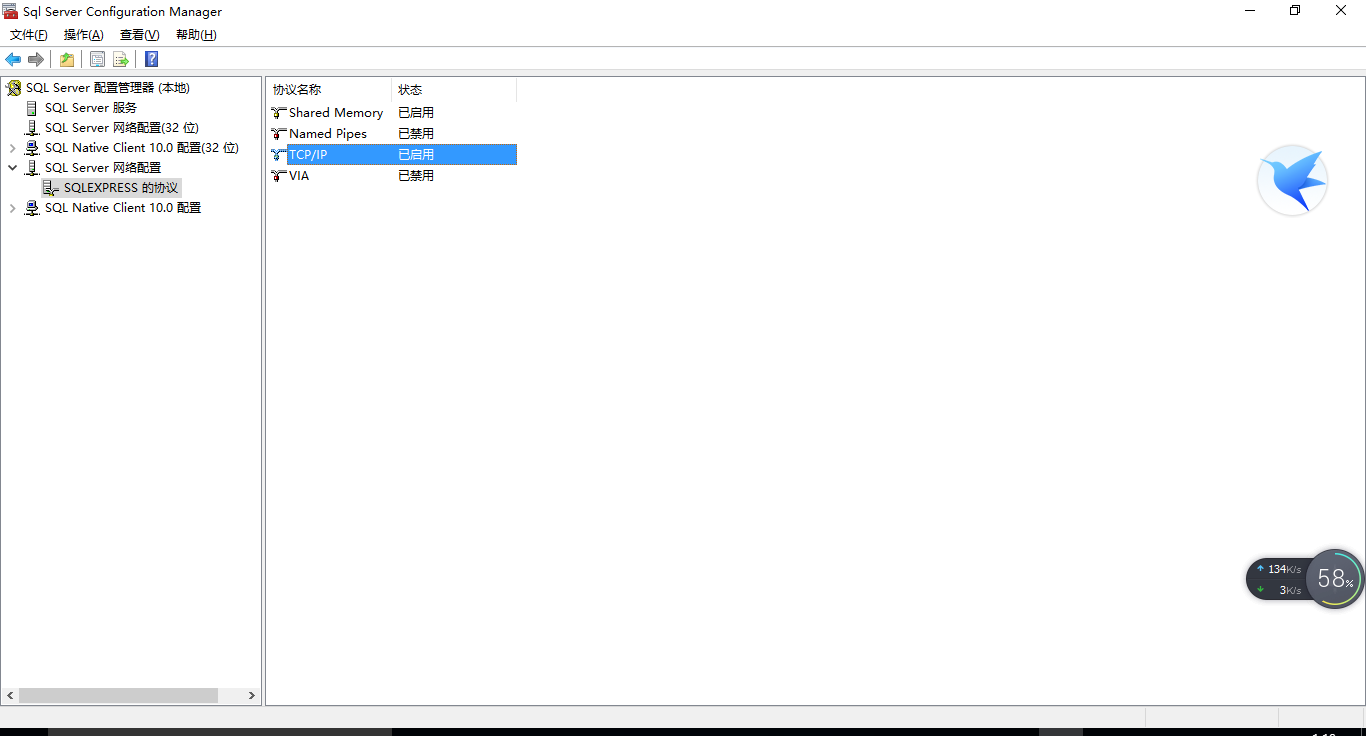 Sql Server Configuration Manager
文件(F) 操作(A) 查看(V) 帮助(H)
SQL Server 配置管理器 (本地)
SQL Server 服务
SQL Server 网络配置(32 位)
SQL Native Client 10.0 配置(32 位)
SQL Server 网络配置
SQLEXPRESS 的协议
SQL Native Client 10.0 配置
协议名称 状态
Shared Memory 已启用
Named Pipes 已禁用
TCP/IP 已启用
VIA 已禁用
134K/s
3K/s
58%